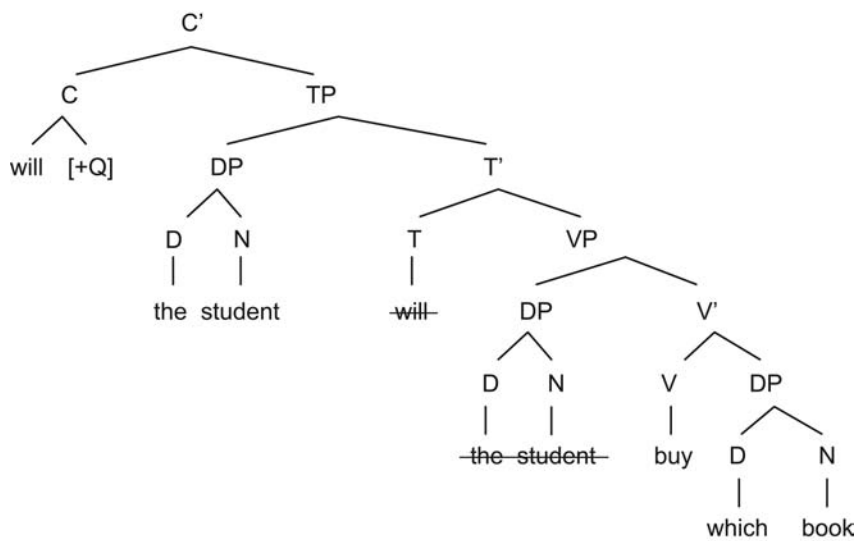 C’
C TP
will [+Q] DP T’
D N T VP
the student will DP V’
D N V DP
the student buy D N
which book